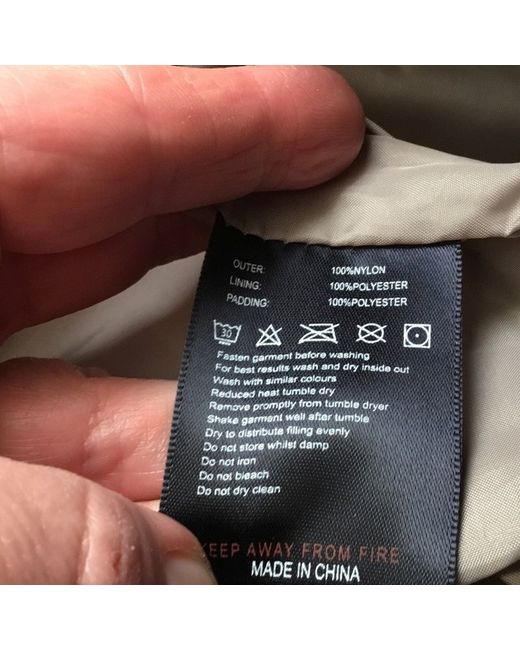 OUTER: 100%NYLON
LINING: 100%POLYESTER
PADDING: 100%POLYESTER
30
Fasten garment before washing
For best results wash and dry inside out
Wash with similar colours
Reduced heat tumble dry
Remove promptly from tumble dryer
Shake garment well after tumble
Dry to distribute filling evenly
Do not store whilst damp
Do not iron
Do not bleach
Do not dry clean
KEEP AWAY FROM FIRE
MADE IN CHINA